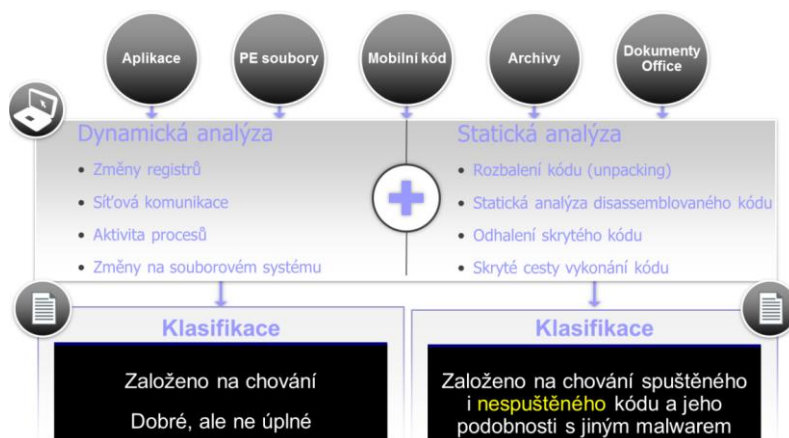 Aplikace
PE soubory
Mobilní kód
Archivy
Dokumenty
Office
Dynamická analýza
• Změny registrů
• Síťová komunikace
• Aktivita procesů
• Změny na souborovém systému
Statická analýza
• Rozbalení kódu (unpacking)
• Statická analýza disassemblovaného kódu
• Odhalení skrytého kódu
• Skryté cesty vykonání kódu
Klasifikace
Založeno na chování
Dobré, ale ne úplné
Klasifikace
Založeno na chování spuštěného
i nespuštěného kódu a jeho
podobnosti s jiným malwarem